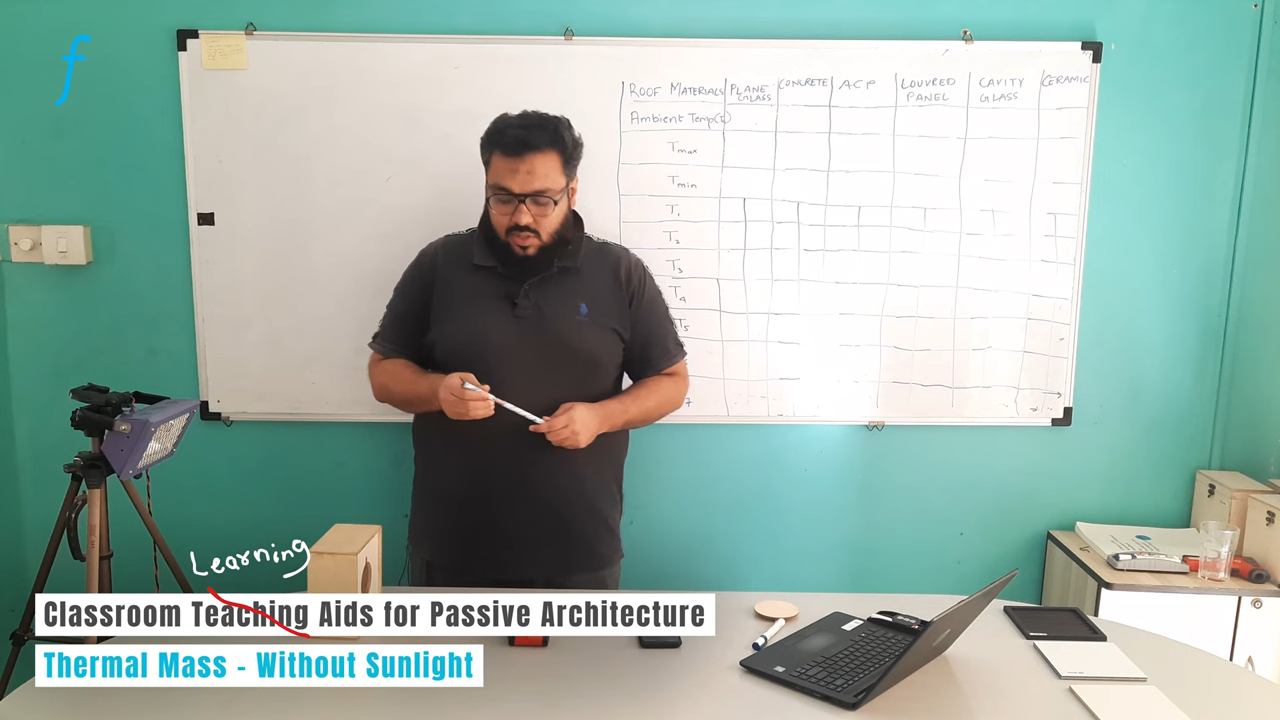 f
ROOF MATERIALS PLANE GLASS CONCRETE ACP LOUVRED PANEL CAVITY GLASS CERAMIC
Ambient Temp(
Tmax
Tmin
T1
T2
T3
T4
T5
7
Learning
Classroom Teaching Aids for Passive Architecture
Thermal Mass - Without Sunlight